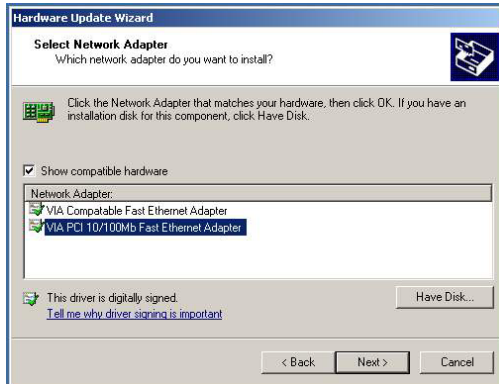 Hardware Update Wizard
Select Network Adapter
Which network adapter do you want to install?
Click the Network Adapter that matches your hardware, then click OK. If you have an
installation disk for this component, click Have Disk.
Show compatible hardware
Network Adapter:
VIA Compatable Fast Ethernet Adapter
VIA PCI 10/100Mb Fast Ethernet Adapter
This driver is digitally signed.
Have Disk...
Tell me why driver signing is important
< Back
Next >
Cancel